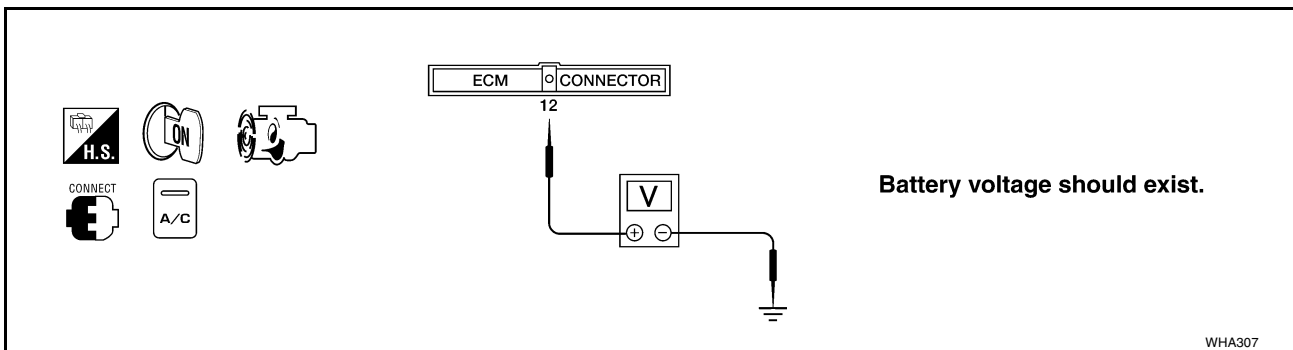 ECM CONNECTOR
12
H.S.
ON
CONNECT
A/C
V
+ −
Battery voltage should exist.
WHA307